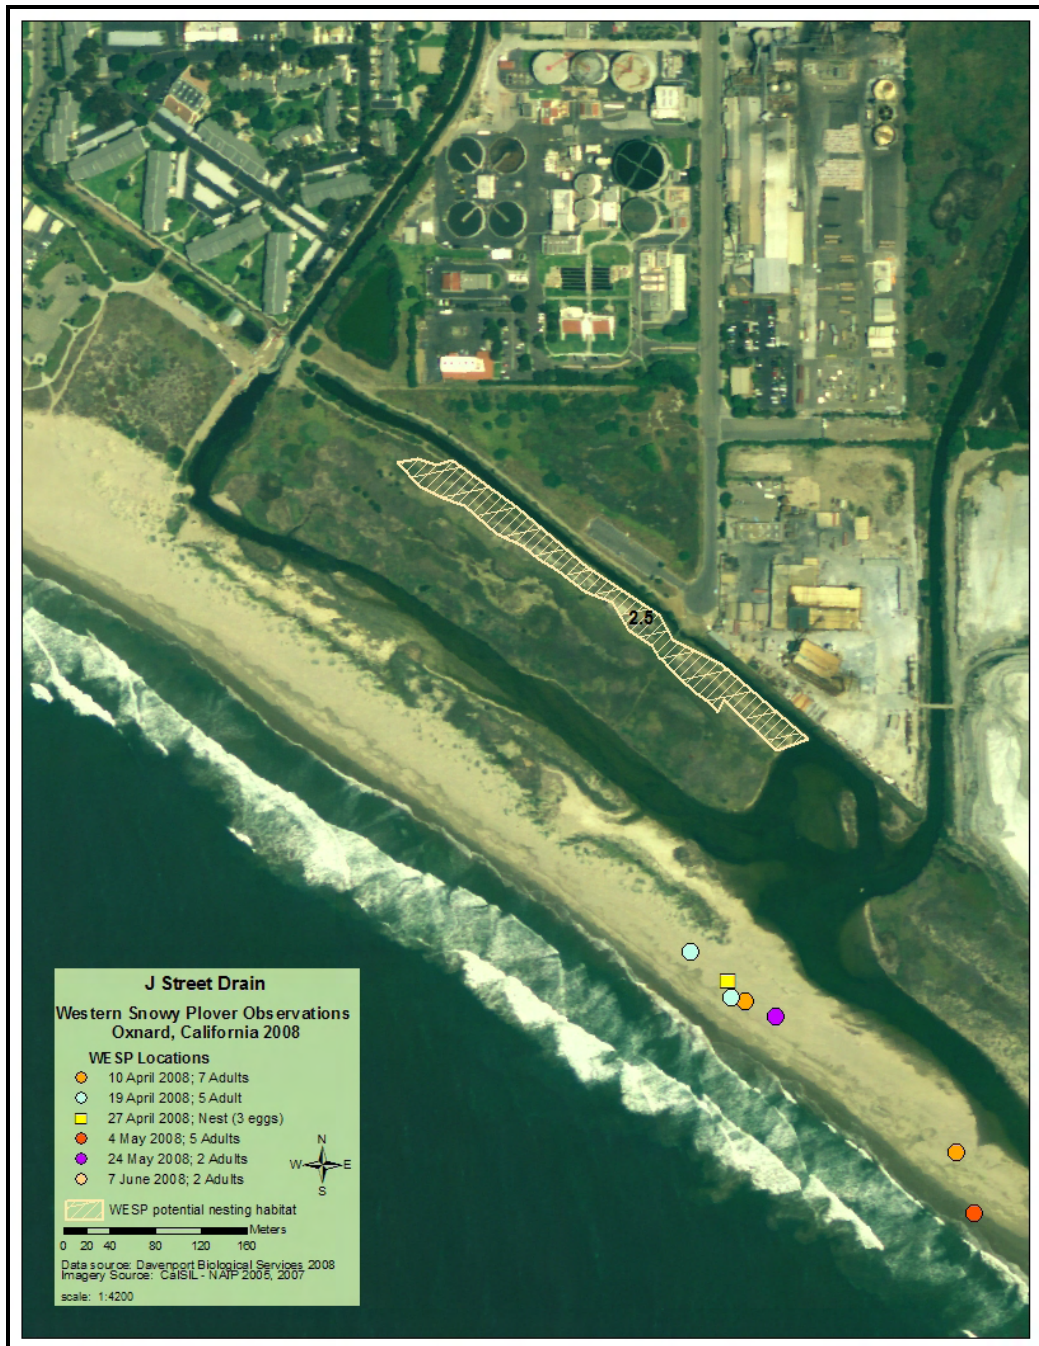 2.5
J Street Drain
Western Snowy Plover Observations
Oxnard, California 2008
WESP Locations
10 April 2008; 7 Adults
19 April 2008; 5 Adult
27 April 2008; Nest (3 eggs)
4 May 2008; 5 Adults
24 May 2008; 2 Adults
7 June 2008; 2 Adults
N
W E
S
WESP potential nesting habitat
Meters
0 20 40 80 120 160
Data source: Davenport Biological Services 2008
Imagery Source: CalSIL - NAIP 2005, 2007
scale: 1:4200